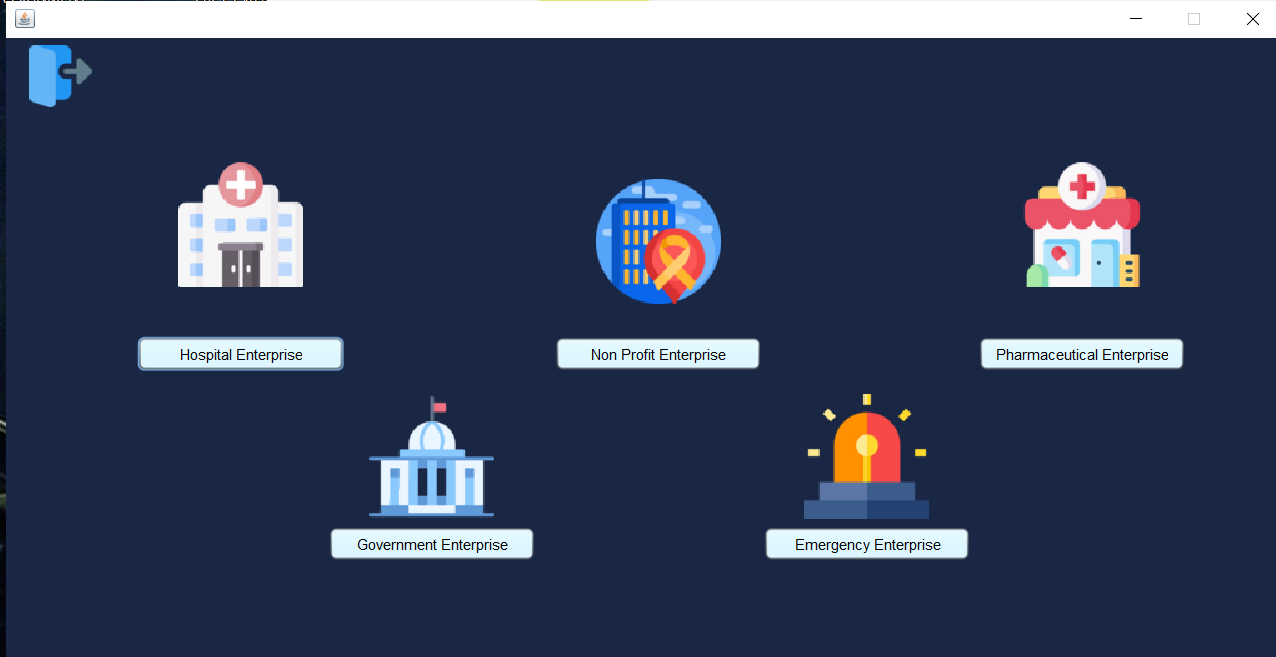 Hospital Enterprise
Non Profit Enterprise
Pharmaceutical Enterprise
Government Enterprise
Emergency Enterprise